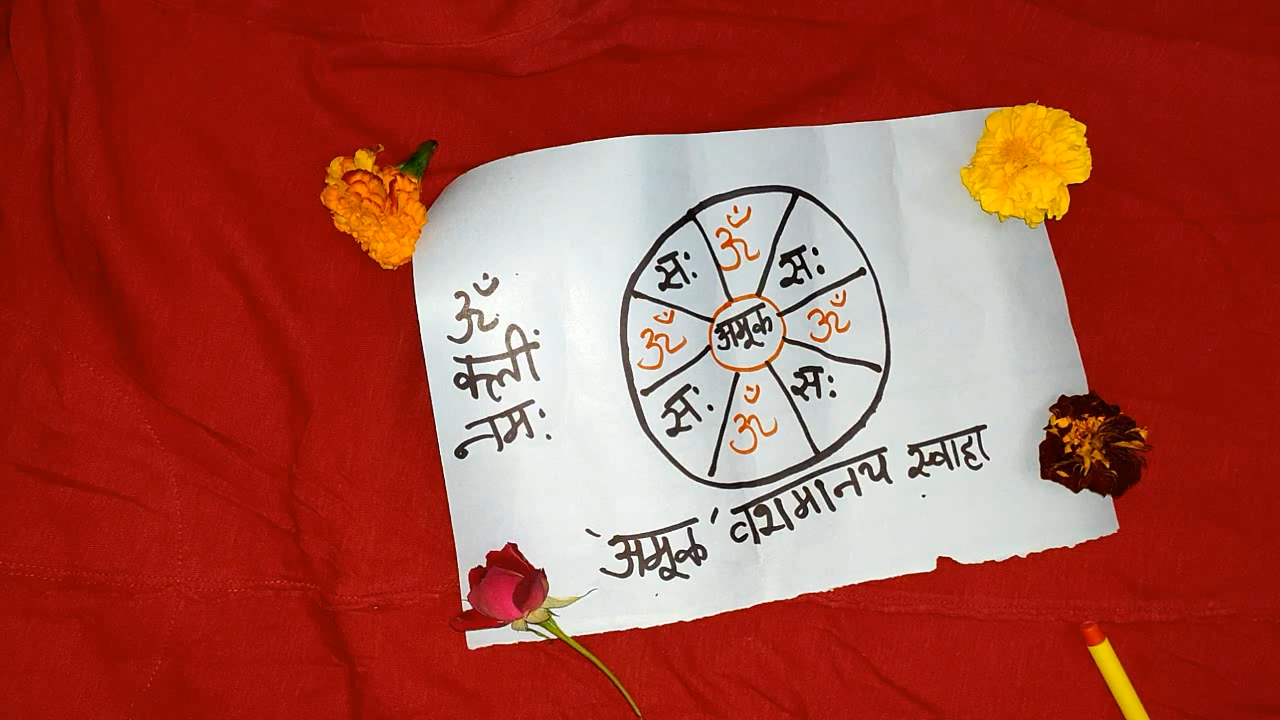 ॐ
सः
सः
ॐ
अमूक
ॐ
सः
सः
ॐ
ॐ
क्लीं
नमः
'अमूक' वशमानय स्वाहा